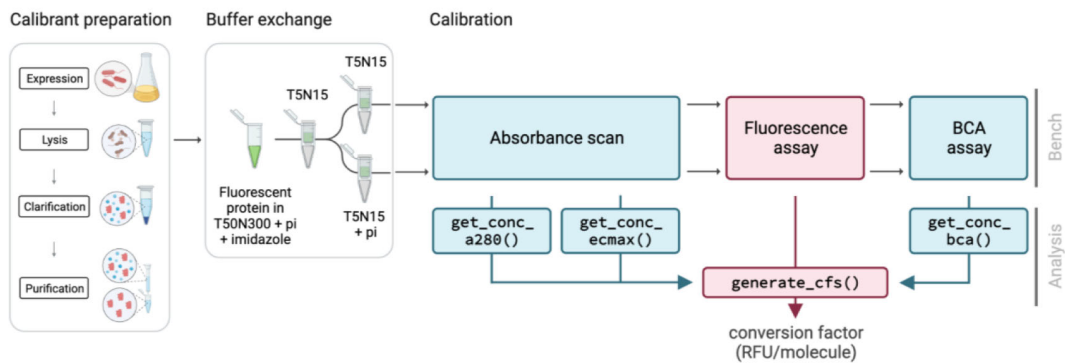 Calibrant preparation
Buffer exchange
Calibration
Expression
Lysis
Clarification
Purification
T5N15
T5N15
Fluorescent
protein in
T50N300 + pi
+ imidazole
T5N15
+ pi
Absorbance scan
Fluorescence
assay
BCA
assay
Bench
get_conc_
a280()
get_conc_
ecmax()
get_conc_
bca()
Analysis
generate_cfs()
conversion factor
(RFU/molecule)